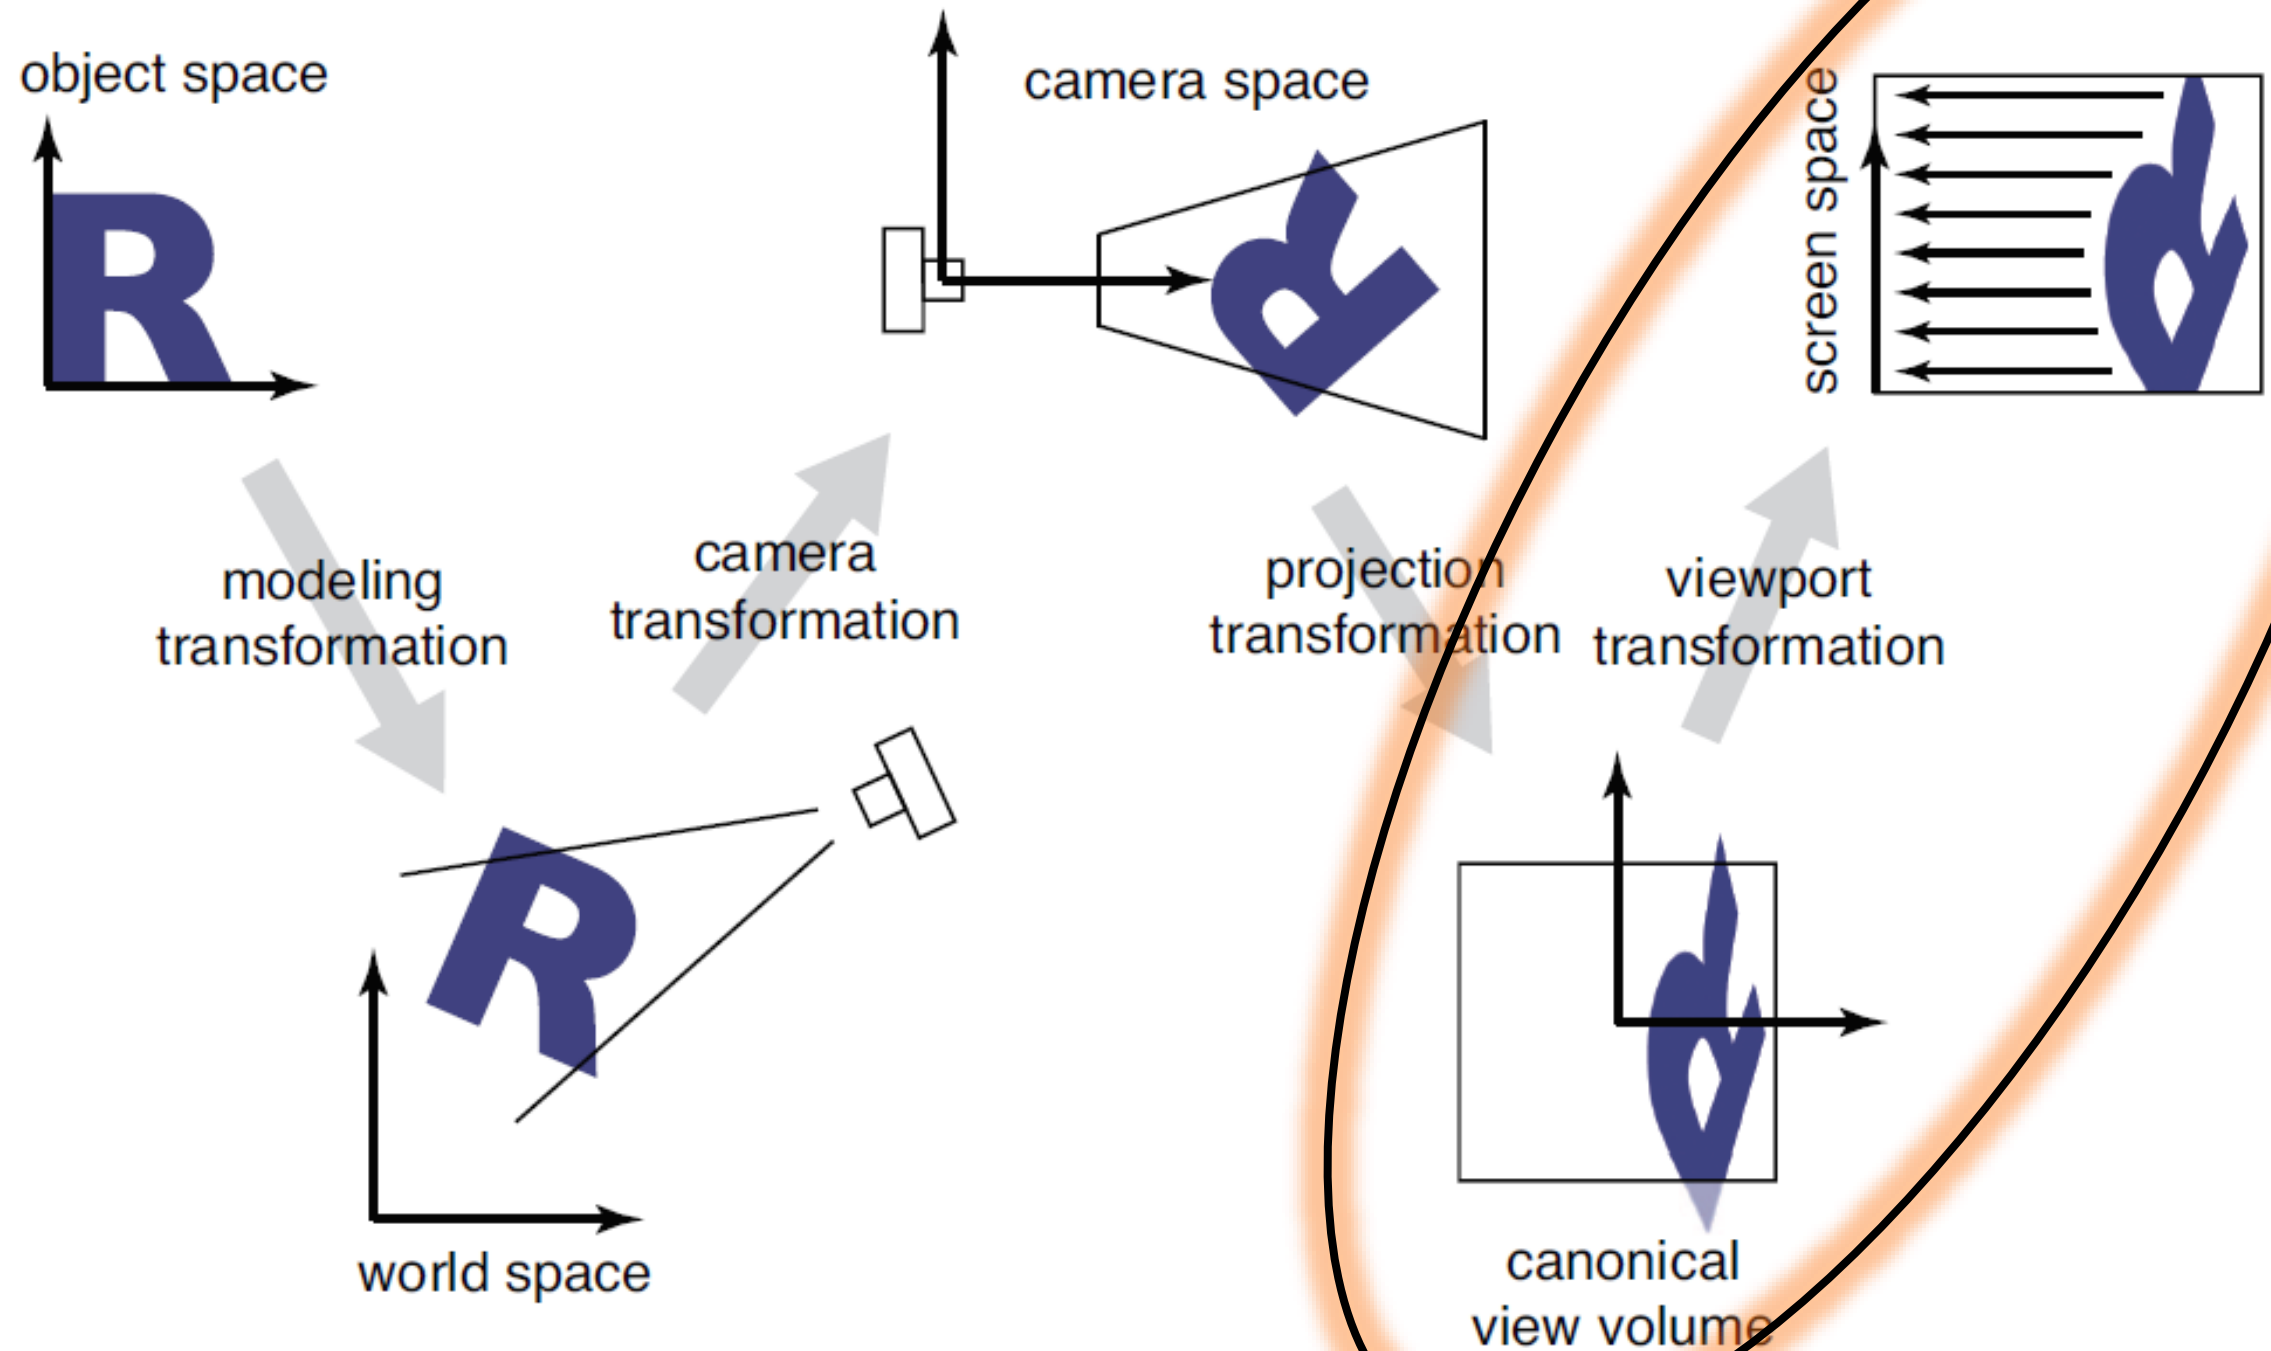 object space
camera space
screen space
modeling
transformation
camera
transformation
projection
transformation
viewport
transformation
world space
canonical
view volume